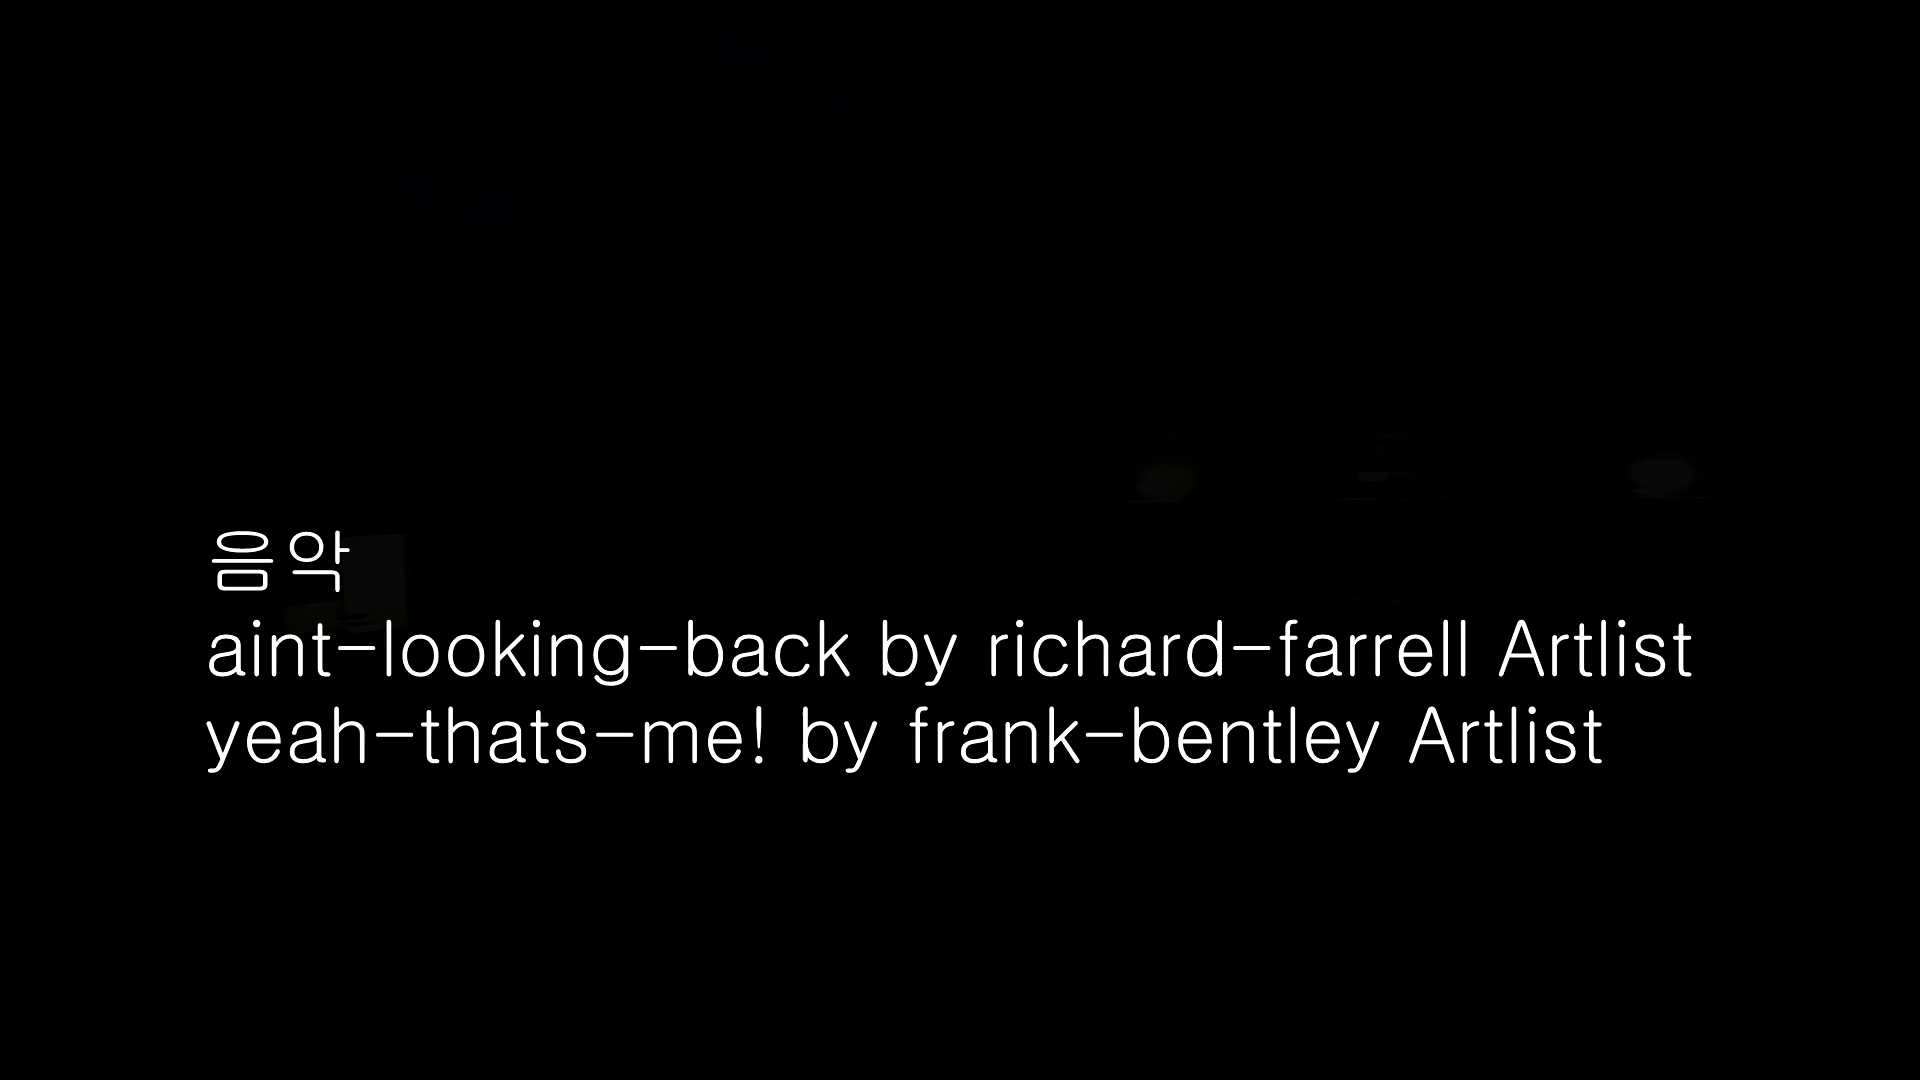 음악
aint-looking-back by richard-farrell Artlist
yeah-thats-me! by frank-bentley Artlist